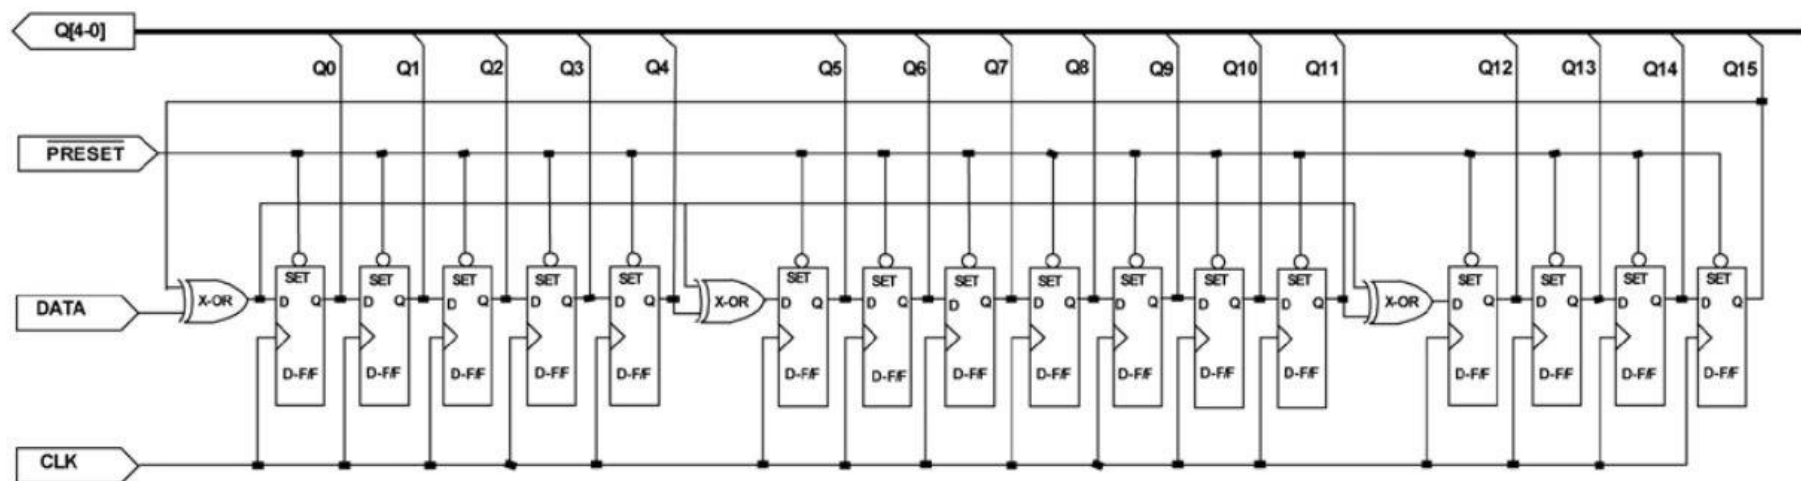 Q[4-0]
Q0 Q1 Q2 Q3 Q4 Q5 Q6 Q7 Q8 Q9 Q10 Q11 Q12 Q13 Q14 Q15
PRESET
SET SET SET SET SET SET SET SET SET SET SET SET SET SET SET SET
DATA
X-OR D Q D Q D Q D Q D Q X-OR D Q D Q D Q D Q D Q D Q D Q X-OR D Q D Q D Q D Q
D-F/F D-F/F D-F/F D-F/F D-F/F D-F/F D-F/F D-F/F D-F/F D-F/F D-F/F D-F/F D-F/F D-F/F D-F/F D-F/F
CLK